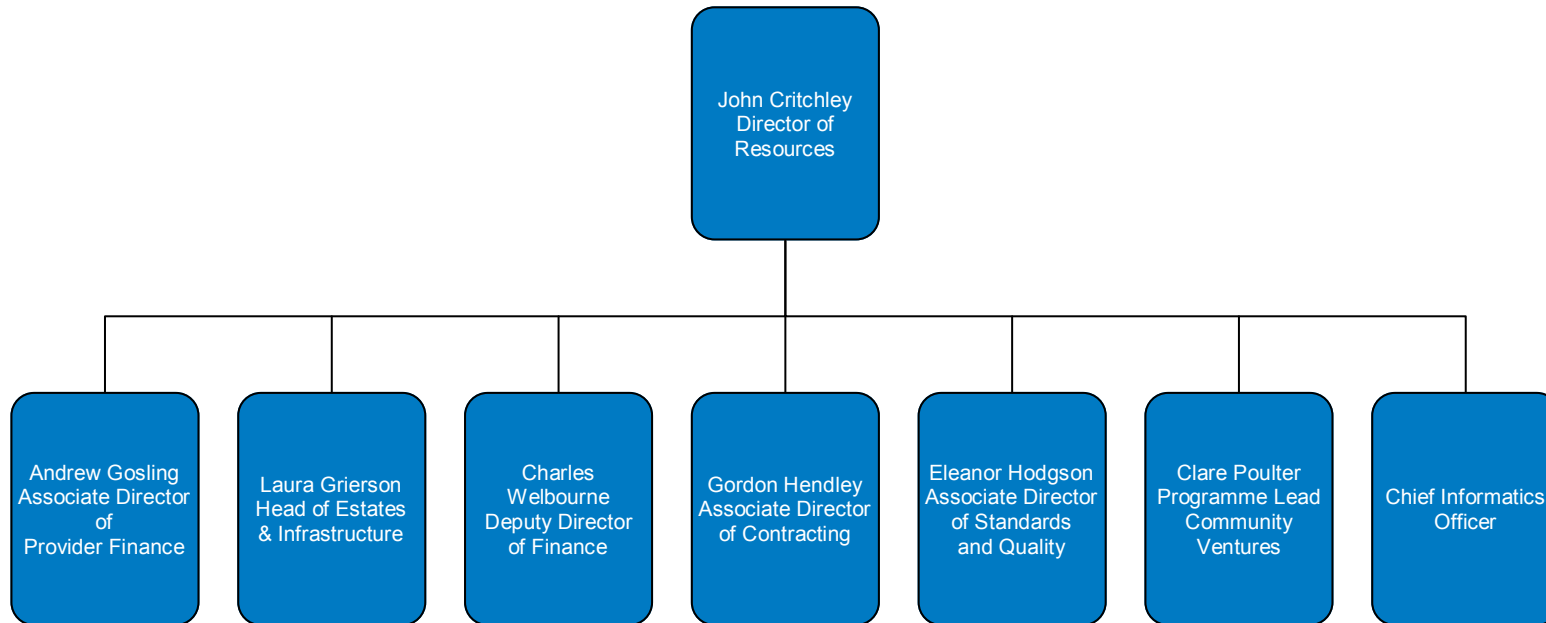 John Critchley
Director of
Resources
Andrew Gosling
Associate Director
of
Provider Finance
Laura Grierson
Head of Estates
& Infrastructure
Charles
Welbourne
Deputy Director
of Finance
Gordon Hendley
Associate Director
of Contracting
Eleanor Hodgson
Associate Director
of Standards
and Quality
Clare Poulter
Programme Lead
Community
Ventures
Chief Informatics
Officer